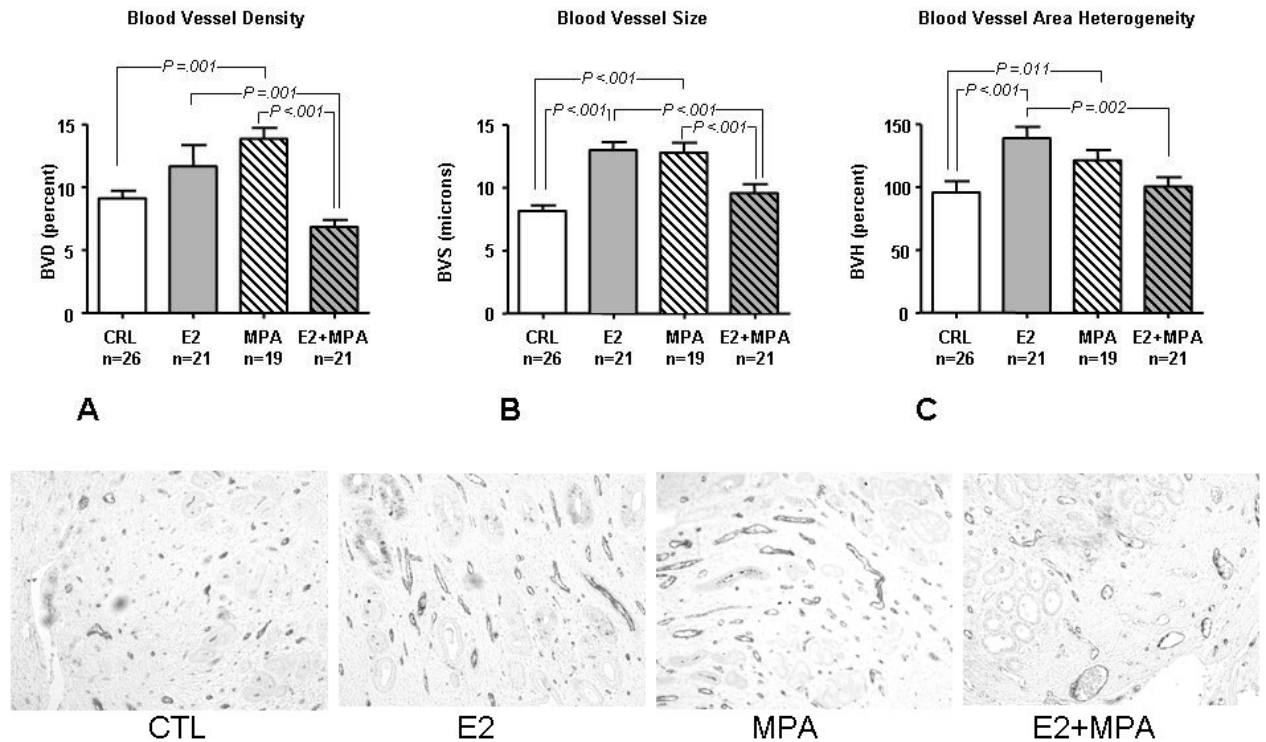 Blood Vessel Density
P =.001
P =.001
P <.001
BVD (percent)
15
10
5
0
CRL E2 MPA E2+MPA
n=26 n=21 n=19 n=21
A
Blood Vessel Size
P <.001
P <.001 P <.001
P <.001
BVS (microns)
15
10
5
0
CRL E2 MPA E2+MPA
n=26 n=21 n=19 n=21
B
Blood Vessel Area Heterogeneity
P =.011
P <.001
P =.002
BVH (percent)
150
100
50
0
CRL E2 MPA E2+MPA
n=26 n=21 n=19 n=21
C
CTL E2 MPA E2+MPA